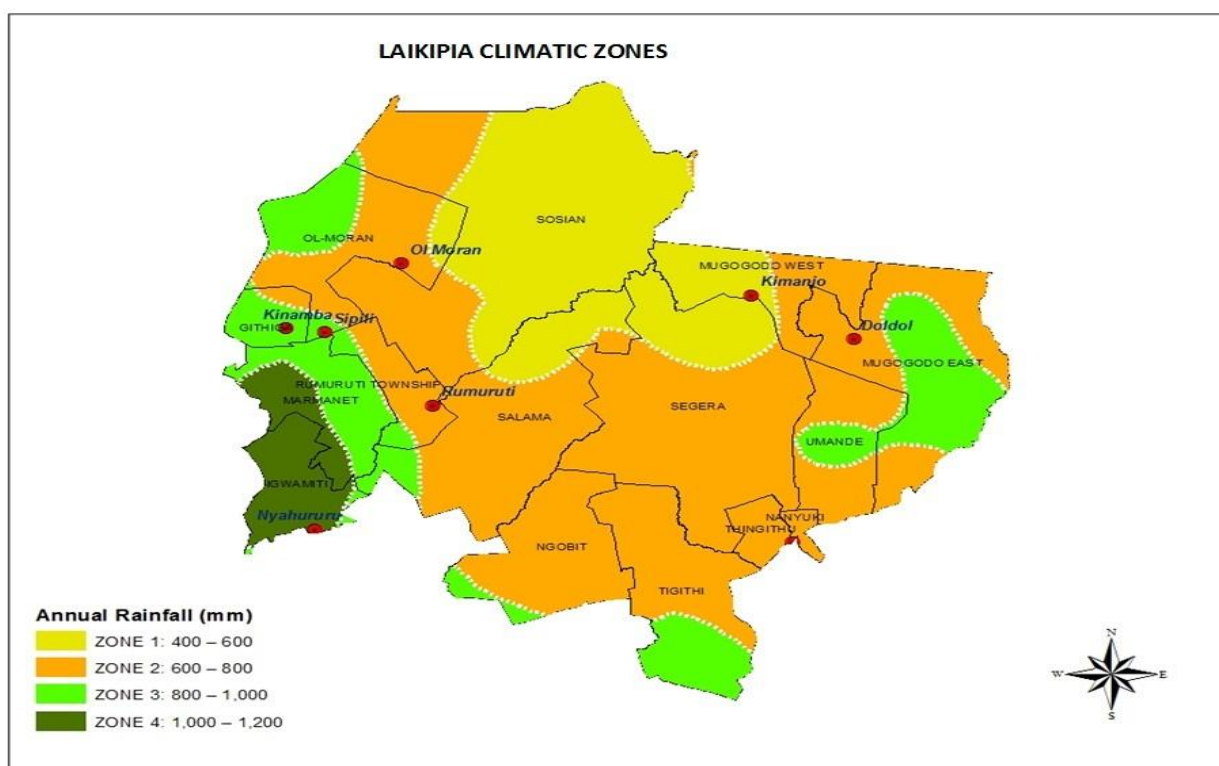 LAIKIPIA CLIMATIC ZONES
SOSIAN
OL-MORAN
Ol Moran
MUGOGODO WEST
Kimanjo
Kinamba
Sipili
Doldol
MUGOGODO EAST
RUMURUTI TOWNSHIP
MARMANET
Rumuruti
SALAMA
SEGERA
UMANDE
IGWAMITI
Nyahururu
NANYUKI
THINGITHU
NGOBIT
TIGITHI
Annual Rainfall (mm)
ZONE 1: 400 – 600
ZONE 2: 600 – 800
ZONE 3: 800 – 1,000
ZONE 4: 1,000 – 1,200
N
W
E
S